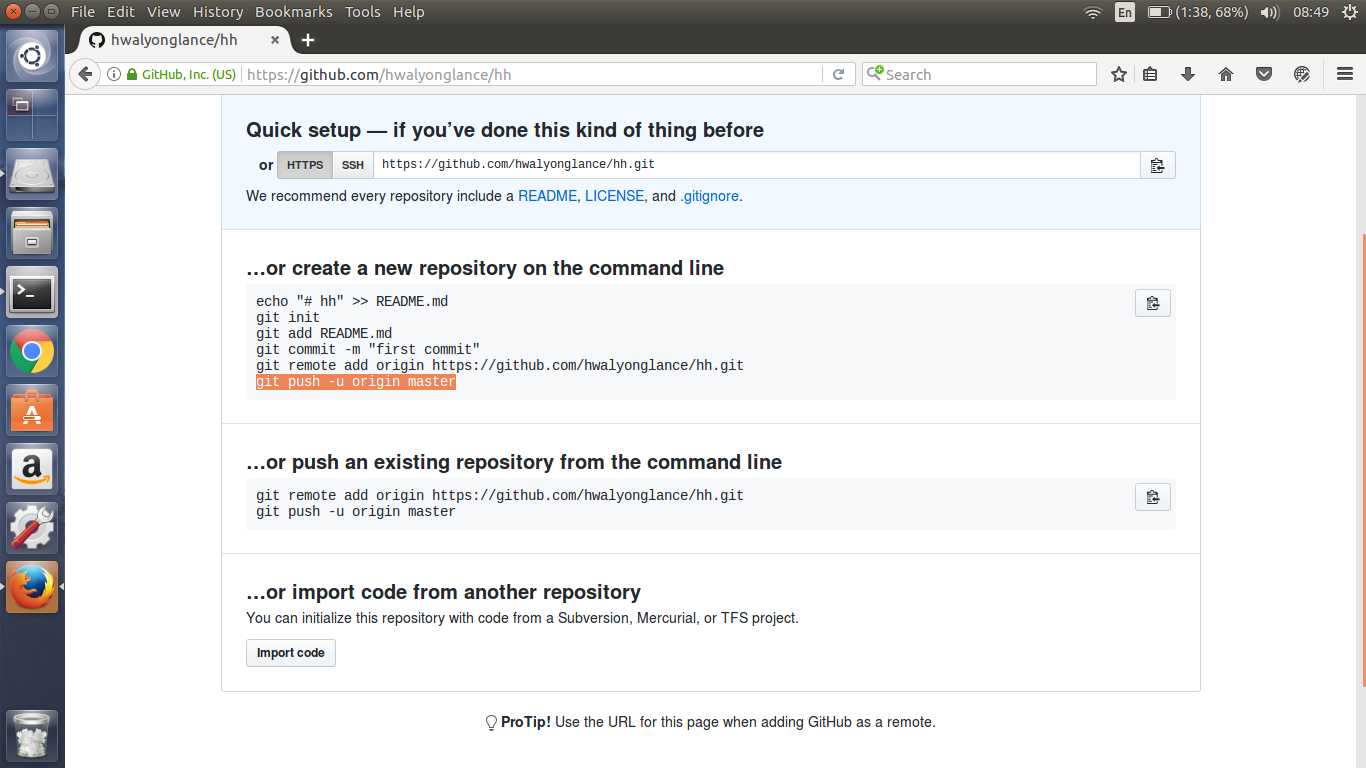 File Edit View History Bookmarks Tools Help
En (1:38, 68%) 08:49
hwalyonglance/hh
GitHub, Inc. (US) https://github.com/hwalyonglance/hh Search
Quick setup — if you’ve done this kind of thing before
or HTTPS SSH https://github.com/hwalyonglance/hh.git
We recommend every repository include a README, LICENSE, and .gitignore.
…or create a new repository on the command line
echo "# hh" >> README.md
git init
git add README.md
git commit -m "first commit"
git remote add origin https://github.com/hwalyonglance/hh.git
git push -u origin master
…or push an existing repository from the command line
git remote add origin https://github.com/hwalyonglance/hh.git
git push -u origin master
…or import code from another repository
You can initialize this repository with code from a Subversion, Mercurial, or TFS project.
Import code
ProTip! Use the URL for this page when adding GitHub as a remote.